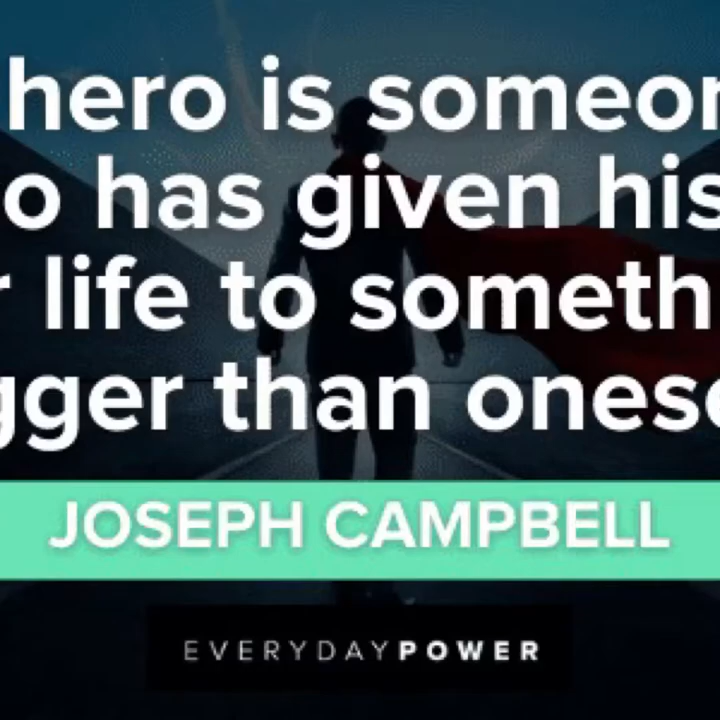 hero is someon
o has given his
r life to someth
gger than onese
JOSEPH CAMPBELL
EVERYDAYPOWER